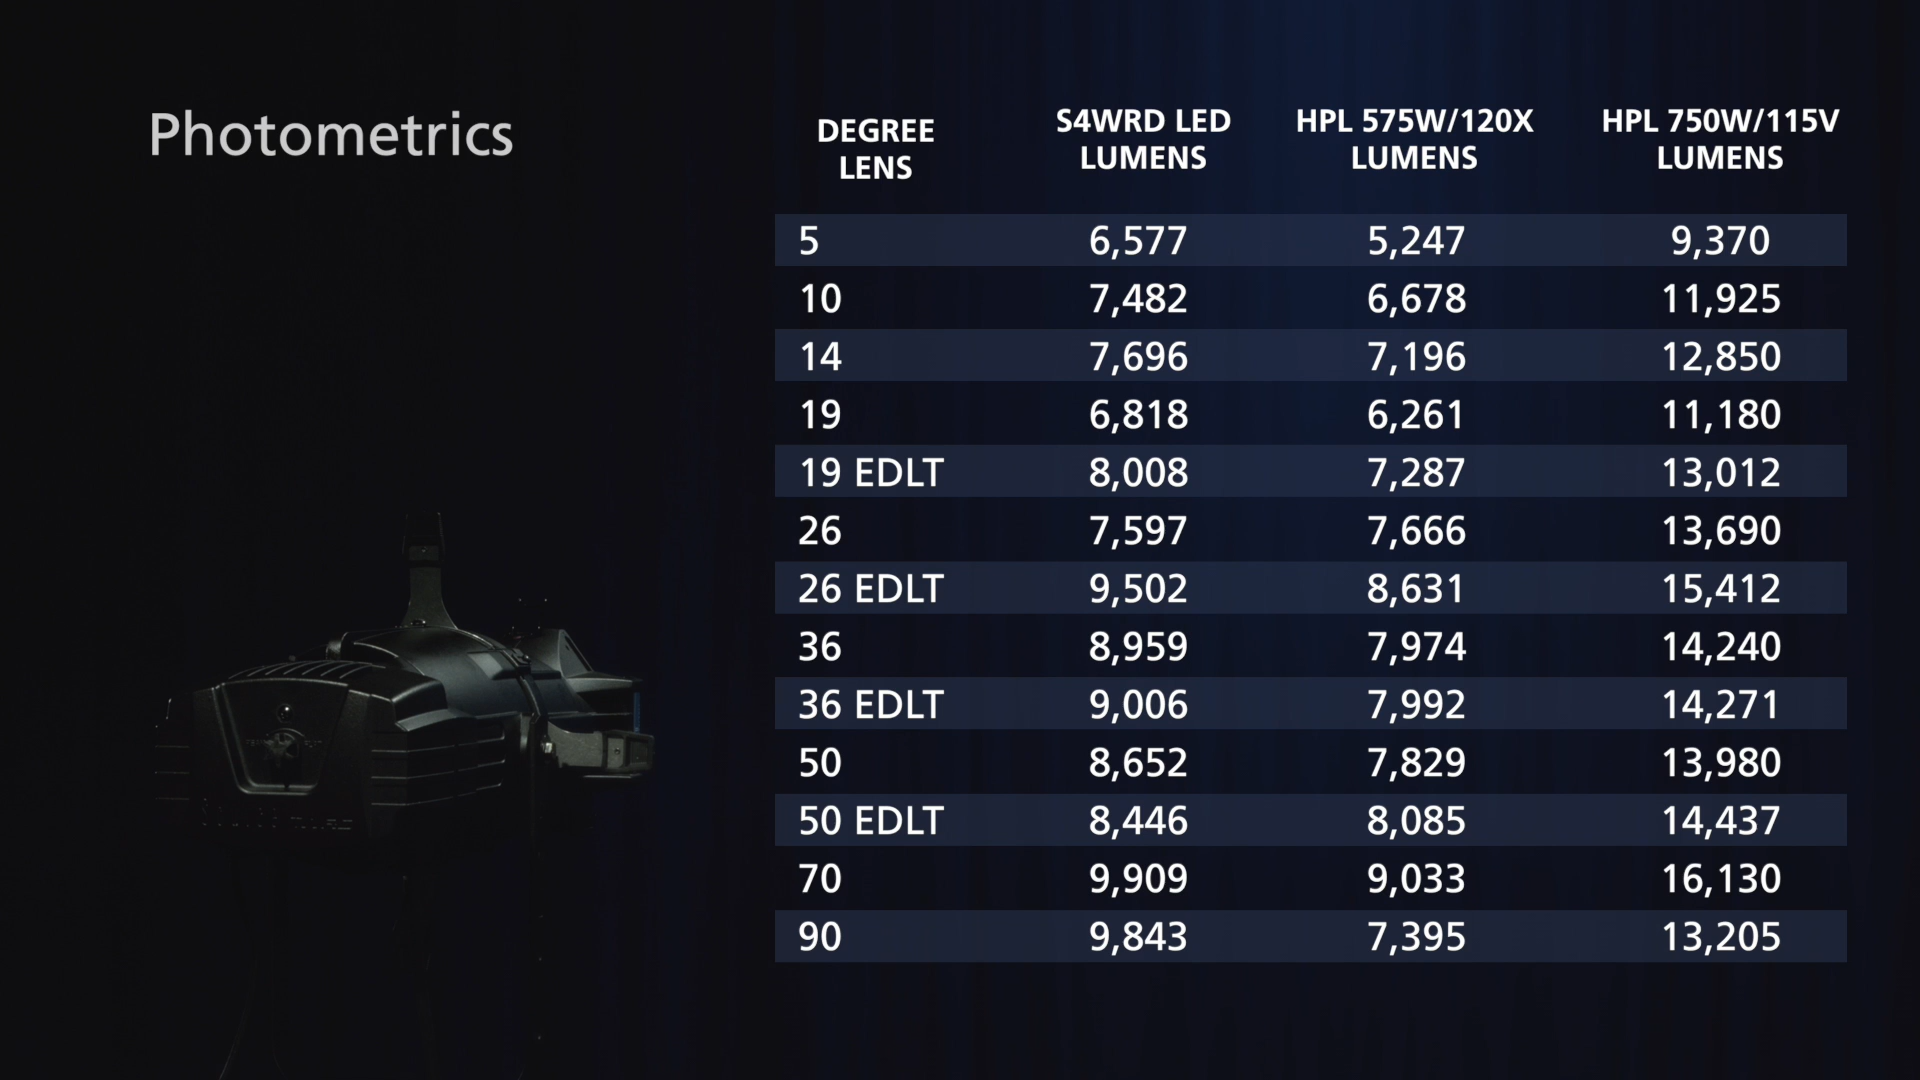 Photometrics
DEGREE LENS S4WRD LED LUMENS HPL 575W/120X LUMENS HPL 750W/115V LUMENS
5 6,577 5,247 9,370
10 7,482 6,678 11,925
14 7,696 7,196 12,850
19 6,818 6,261 11,180
19 EDLT 8,008 7,287 13,012
26 7,597 7,666 13,690
26 EDLT 9,502 8,631 15,412
36 8,959 7,974 14,240
36 EDLT 9,006 7,992 14,271
50 8,652 7,829 13,980
50 EDLT 8,446 8,085 14,437
70 9,909 9,033 16,130
90 9,843 7,395 13,205